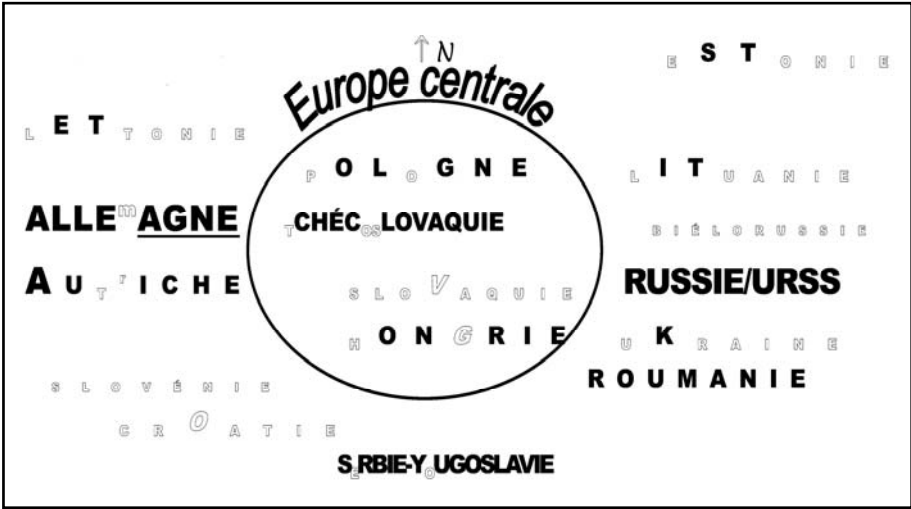 ↑N
Europe centrale
ESTONIE
LETTONIE
POLOGNE
LITUANIE
ALLEmAGNE
TCHÉCOSLOVAQUIE
BIÉLORUSSIE
AUTrICHE
SLOVAQUIE
RUSSIE/URSS
HONGRIE
UKRAINE
ROUMANIE
SLOVÉNIE
CROATIE
SERBIE-YOUGOSLAVIE